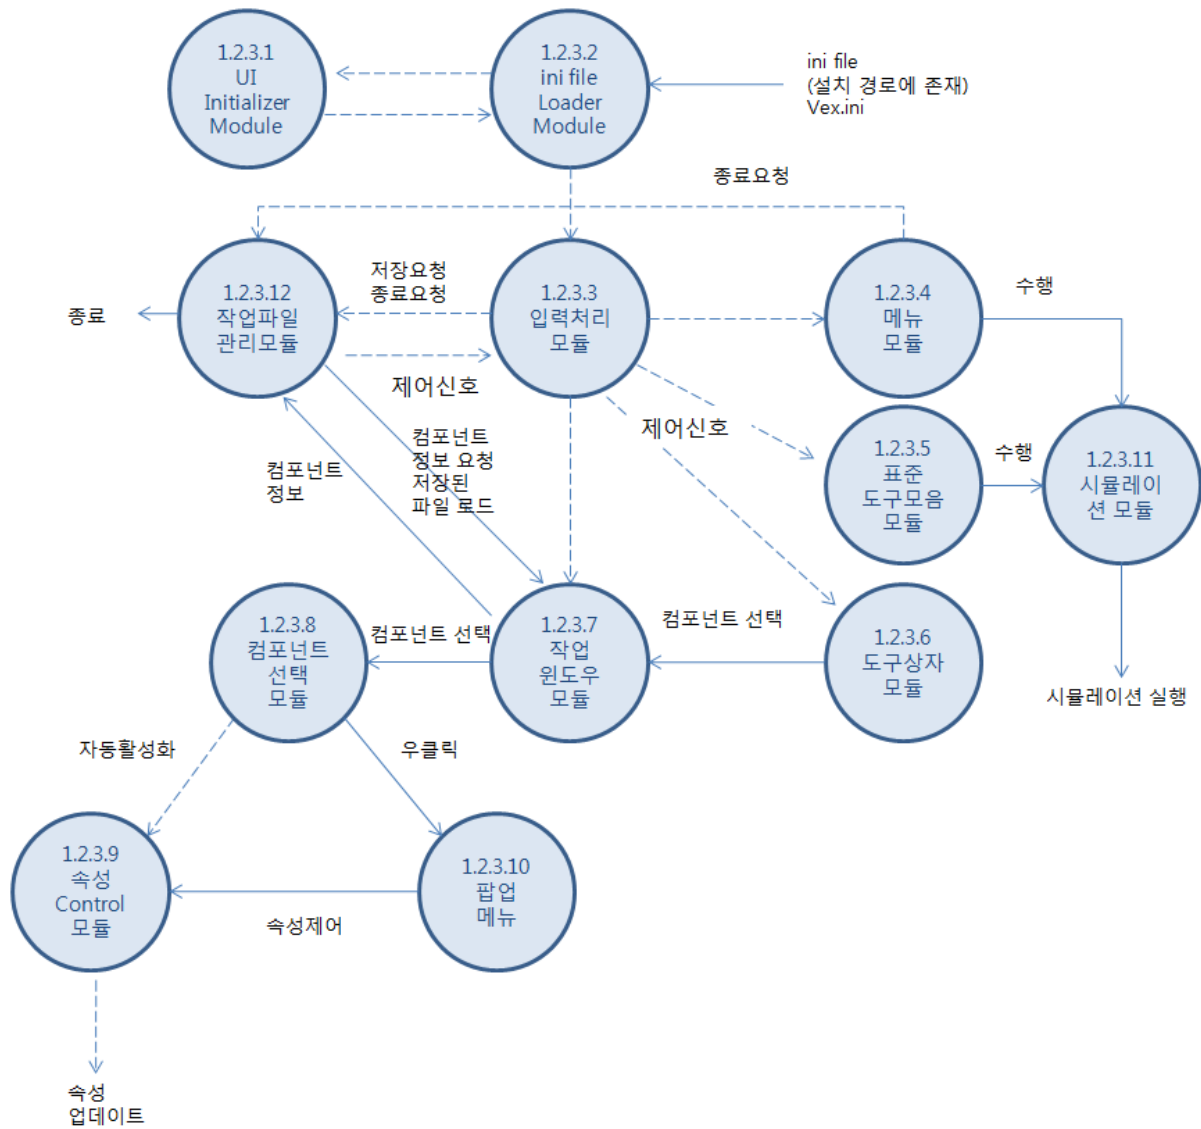 1.2.3.1
UI
Initializer
Module
1.2.3.2
ini file
Loader
Module
ini file
(설치 경로에 존재)
Vex.ini
종료요청
1.2.3.12
작업파일
관리모듈
저장요청
종료요청
1.2.3.3
입력처리
모듈
1.2.3.4
메뉴
모듈
수행
종료
제어신호
제어신호
컴포넌트
정보
컴포넌트
정보 요청
저장된
파일 로드
1.2.3.5
표준
도구모음
모듈
수행
1.2.3.11
시뮬레이
션 모듈
1.2.3.8
컴포넌트
선택
모듈
컴포넌트 선택
1.2.3.7
작업
윈도우
모듈
컴포넌트 선택
1.2.3.6
도구상자
모듈
시뮬레이션 실행
자동활성화
우클릭
1.2.3.9
속성
Control
모듈
속성제어
1.2.3.10
팝업
메뉴
속성
업데이트